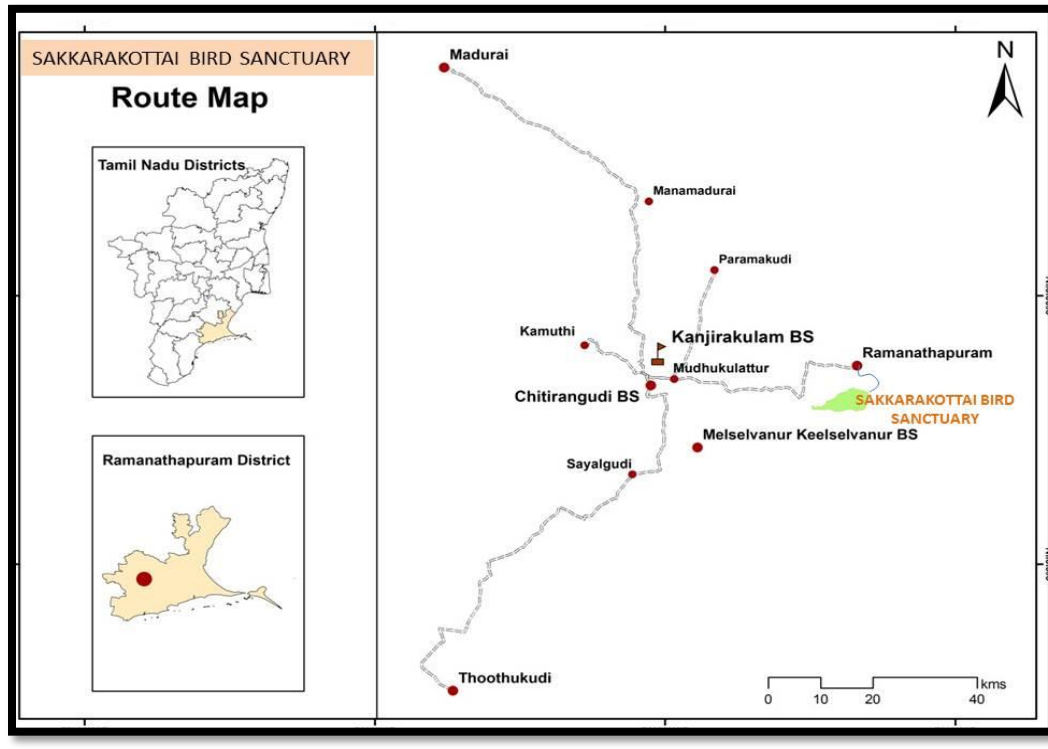 SAKKARAKOTTAI BIRD SANCTUARY
Route Map
Tamil Nadu Districts
Ramanathapuram District
N
Madurai
Manamadurai
Paramakudi
Kamuthi
Kanjirakulam BS
Ramanathapuram
Mudhukulattur
Chitirangudi BS
SAKKARAKOTTAI BIRD
SANCTUARY
Melselvanur Keelselvanur BS
Sayalgudi
Thoothukudi
kms
0 10 20 40